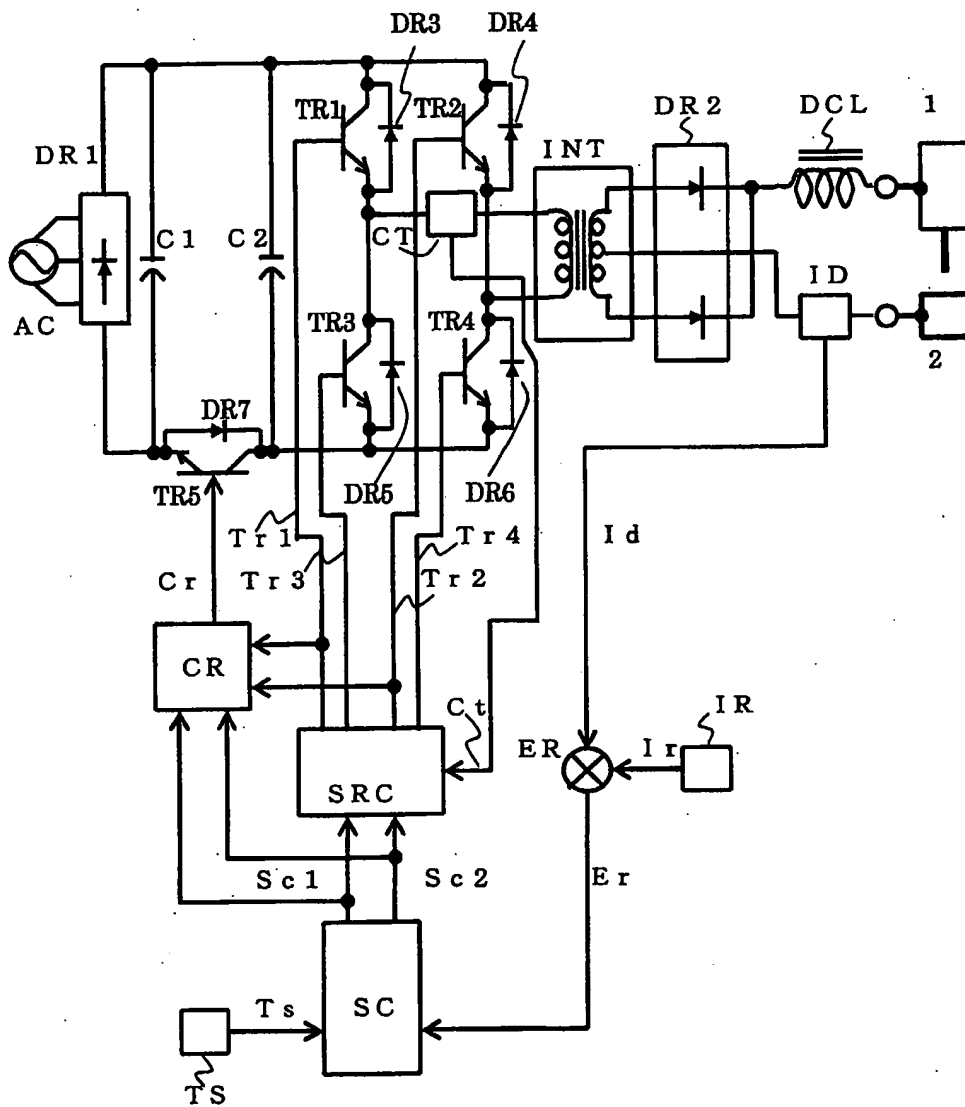 DR3
DR4
TR1
TR2
DR2
DCL
1
DR1
INT
C1
C2
CT
ID
AC
TR3
TR4
2
DR7
TR5
DR5
DR6
Tr1
Tr4
Id
Tr3
Tr2
Cr
CR
Ct
IR
ER
Ir
SRC
Sc1
Sc2
Er
Ts
SC
TS